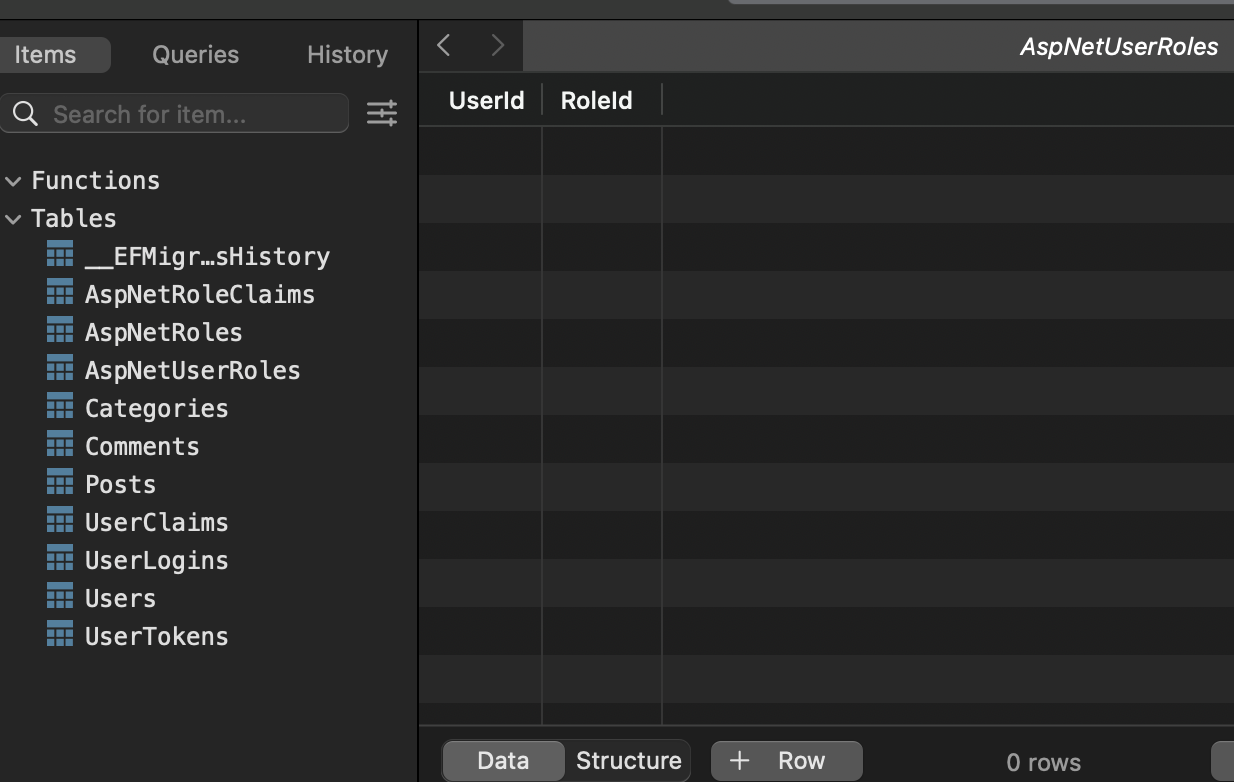 Items Queries History
AspNetUserRoles
Search for item...
UserId RoleId
Functions
Tables
__EFMigr…sHistory
AspNetRoleClaims
AspNetRoles
AspNetUserRoles
Categories
Comments
Posts
UserClaims
UserLogins
Users
UserTokens
Data Structure + Row 0 rows